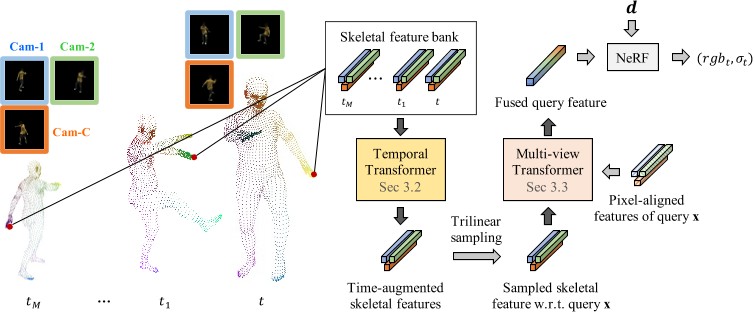 Cam-1
Cam-2
Cam-C
t_M
...
t_1
t
Skeletal feature bank
...
t_M
t_1
t
Temporal
Transformer
Sec 3.2
Time-augmented
skeletal features
Trilinear
sampling
Sampled skeletal
feature w.r.t. query x
Multi-view
Transformer
Sec 3.3
Pixel-aligned
features of query x
Fused query
feature
d
NeRF
(rgb_t, σ_t)